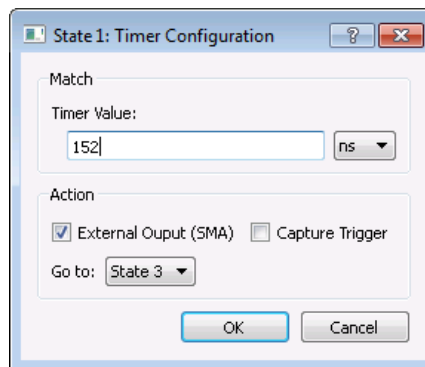 State 1: Timer Configuration
Match
Timer Value:
152 ns
Action
External Ouput (SMA) Capture Trigger
Go to: State 3
OK Cancel